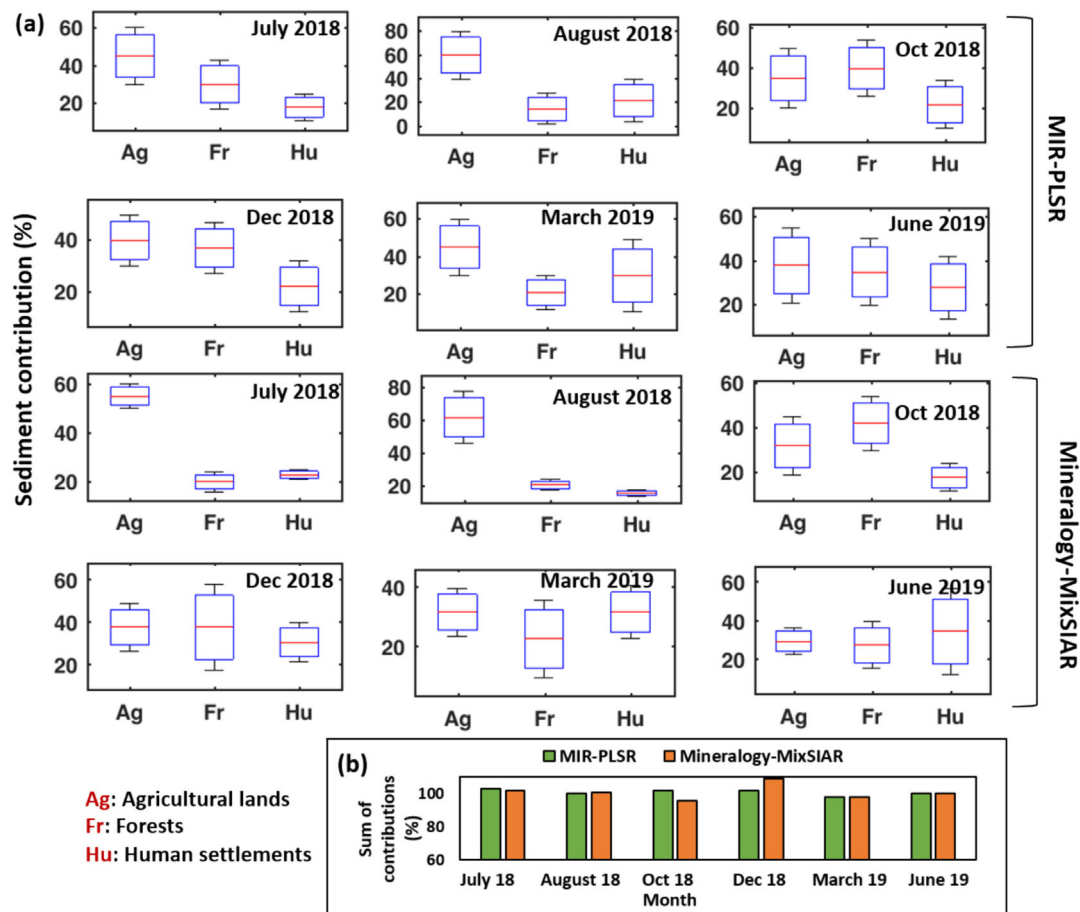 (a)
Sediment contribution (%)
July 2018
60
40
20
Ag Fr Hu
August 2018
80
60
40
20
0
Ag Fr Hu
Oct 2018
60
40
20
Ag Fr Hu
Dec 2018
40
20
Ag Fr Hu
March 2019
60
40
20
Ag Fr Hu
June 2019
60
40
20
Ag Fr Hu
MIR-PLSR
July 2018
60
40
20
Ag Fr Hu
August 2018
80
60
40
20
Ag Fr Hu
Oct 2018
60
40
20
Ag Fr Hu
Dec 2018
60
40
20
Ag Fr Hu
March 2019
40
20
Ag Fr Hu
June 2019
60
40
20
Ag Fr Hu
Mineralogy-MixSIAR
Ag: Agricultural lands
Fr: Forests
Hu: Human settlements
(b)
MIR-PLSR Mineralogy-MixSIAR
Sum of
contributions
(%)
100
80
60
July 18 August 18 Oct 18 Dec 18 March 19 June 19
Month